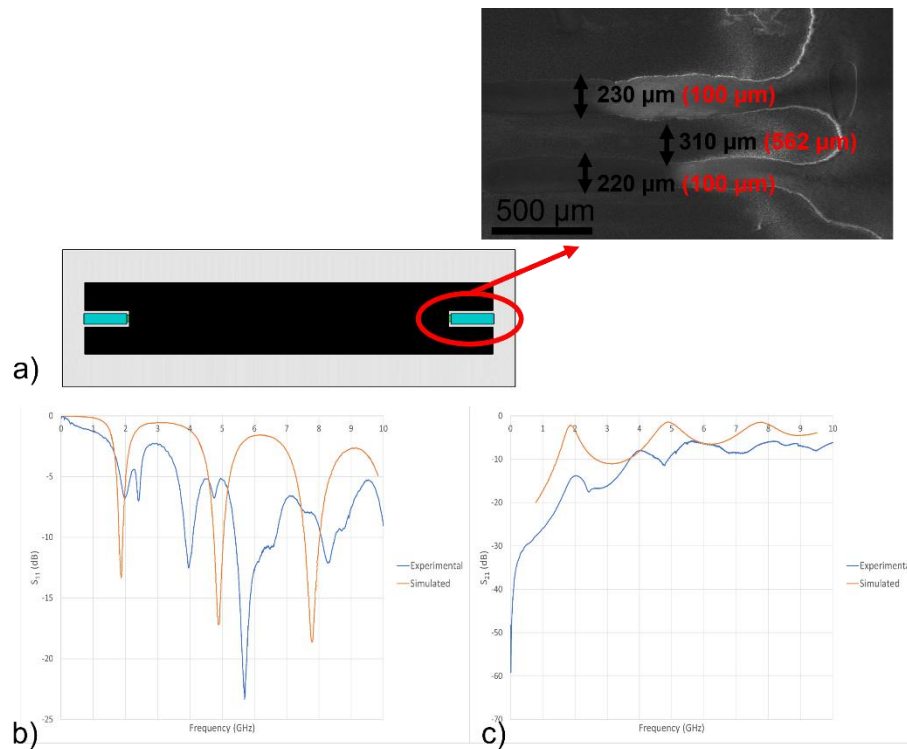 230 µm (100 µm)
310 µm (562 µm)
220 µm (100 µm)
500 µm
a)
0 1 2 3 4 5 6 7 8 9 10
0
-5
-10
-15
-20
-25
S11 (dB)
Experimental
Simulated
Frequency (GHz)
b)
0 1 2 3 4 5 6 7 8 9 10
0
-10
-20
-30
-40
-50
-60
-70
S21 (dB)
Experimental
Simulated
Frequency (GHz)
c)